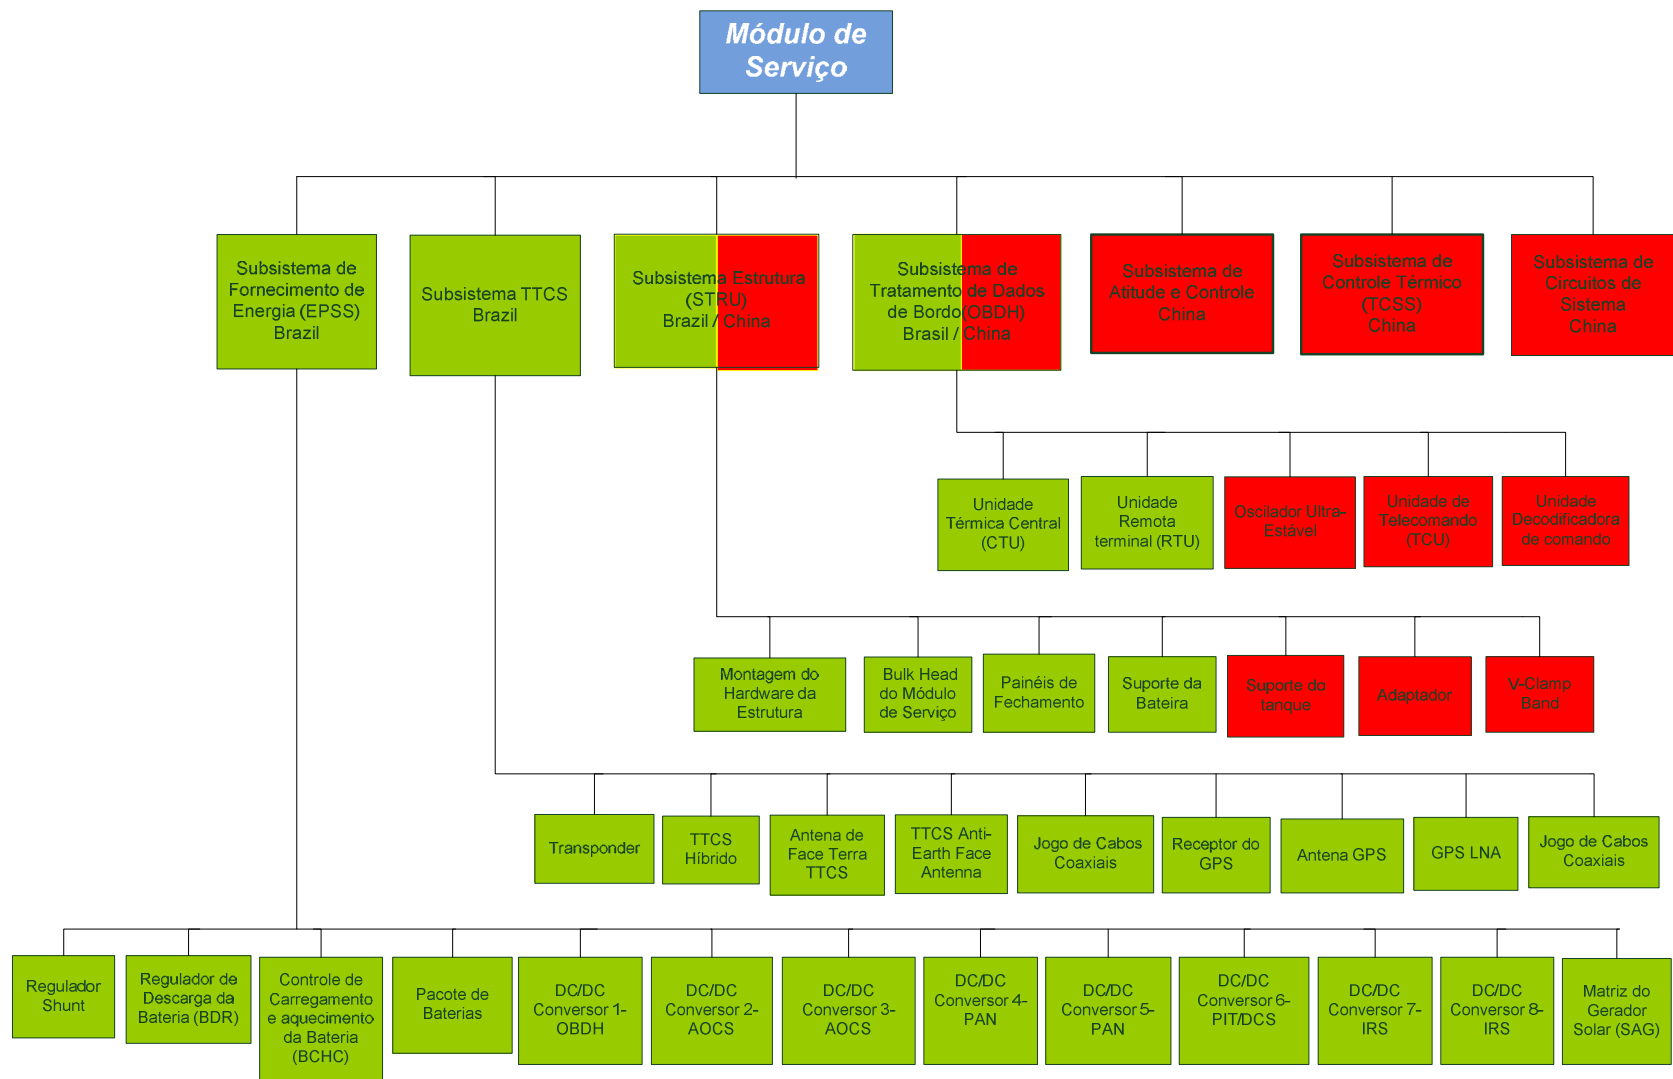 Módulo de
Serviço
Subsistema de
Fornecimento de
Energia (EPSS)
Brazil
Subsistema TTCS
Brazil
Subsistema Estrutura
(STRU)
Brazil / China
Subsistema de
Tratamento de Dados
de Bordo(OBDH)
Brasil / China
Subsistema de
Atitude e Controle
China
Subsistema de
Controle Térmico
(TCSS)
China
Subsistema de
Circuitos de
Sistema
China
Unidade
Térmica Central
(CTU)
Unidade
Remota
terminal (RTU)
Oscilador Ultra-
Estável
Unidade de
Telecomando
(TCU)
Unidade
Decodificadora
de comando
Montagem do
Hardware da
Estrutura
Bulk Head
do Módulo
de Serviço
Painéis de
Fechamento
Suporte da
Bateira
Suporte do
tanque
Adaptador
V-Clamp
Band
Transponder
TTCS
Híbrido
Antena de
Face Terra
TTCS
TTCS Anti-
Earth Face
Antenna
Jogo de Cabos
Coaxiais
Receptor do
GPS
Antena GPS
GPS LNA
Jogo de Cabos
Coaxiais
Regulador
Shunt
Regulador de
Descarga da
Bateria (BDR)
Controle de
Carregamento
e aquecimento
da Bateria
(BCHC)
Pacote de
Baterias
DC/DC
Conversor 1-
OBDH
DC/DC
Conversor 2-
AOCS
DC/DC
Conversor 3-
AOCS
DC/DC
Conversor 4-
PAN
DC/DC
Conversor 5-
PAN
DC/DC
Conversor 6-
PIT/DCS
DC/DC
Conversor 7-
IRS
DC/DC
Conversor 8-
IRS
Matriz do
Gerador
Solar (SAG)